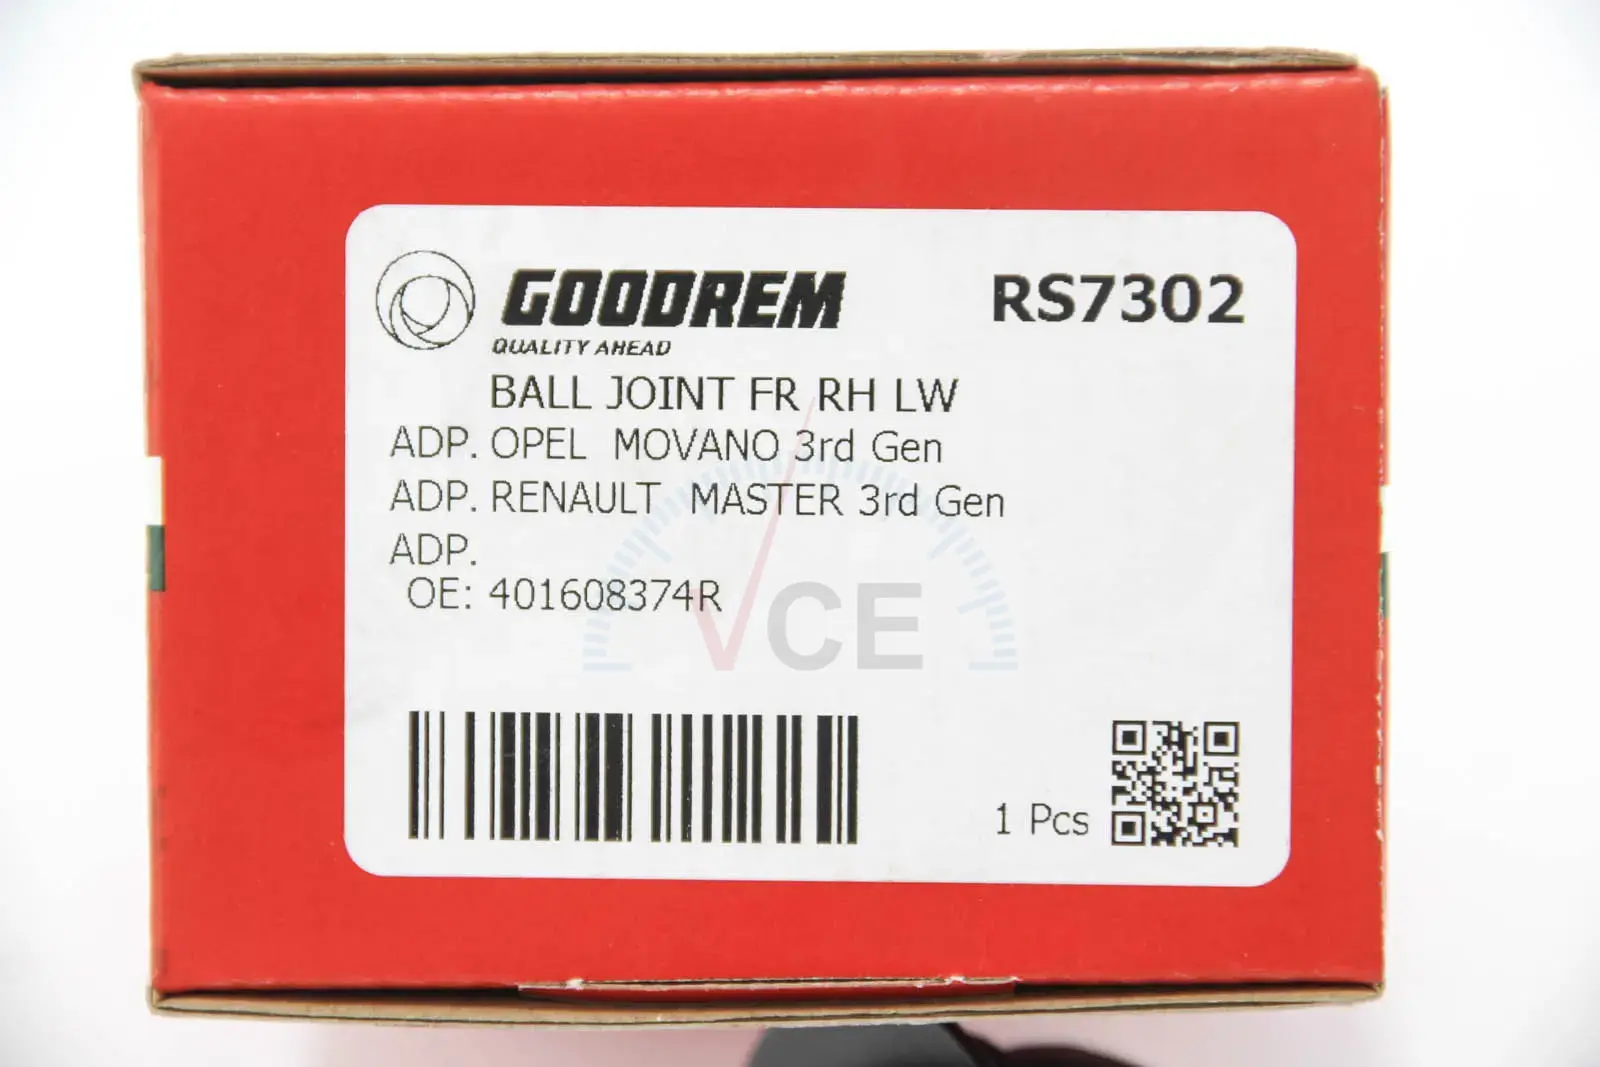 GOODREM
RS7302
QUALITY AHEAD
BALL JOINT FR RH LW
ADP. OPEL MOVANO 3rd Gen
ADP. RENAULT MASTER 3rd Gen
ADP.
OE: 401608374R
VCE
1 Pcs